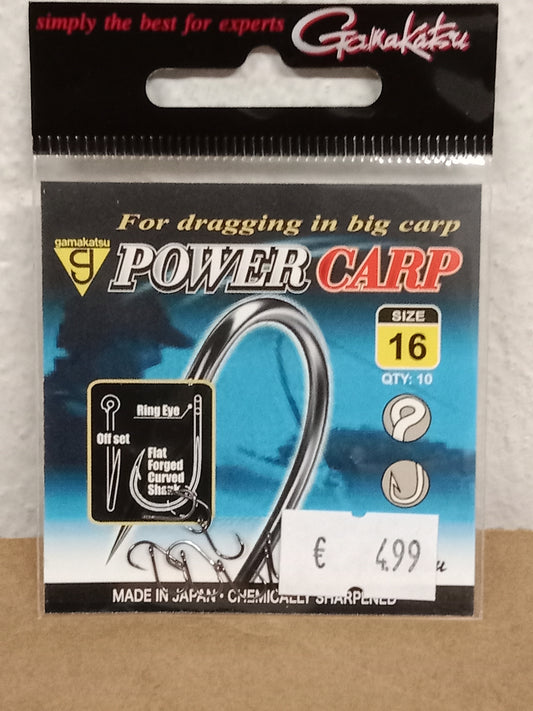 simply the best for experts
Gamakatsu
For dragging in big carp
gamakatsu
G
POWER CARP
SIZE
16
QTY: 10
Ring Eye
Off set
Flat
Forged
Curved
Shank
€ 4.99
MADE IN JAPAN · CHEMICALLY SHARPENED